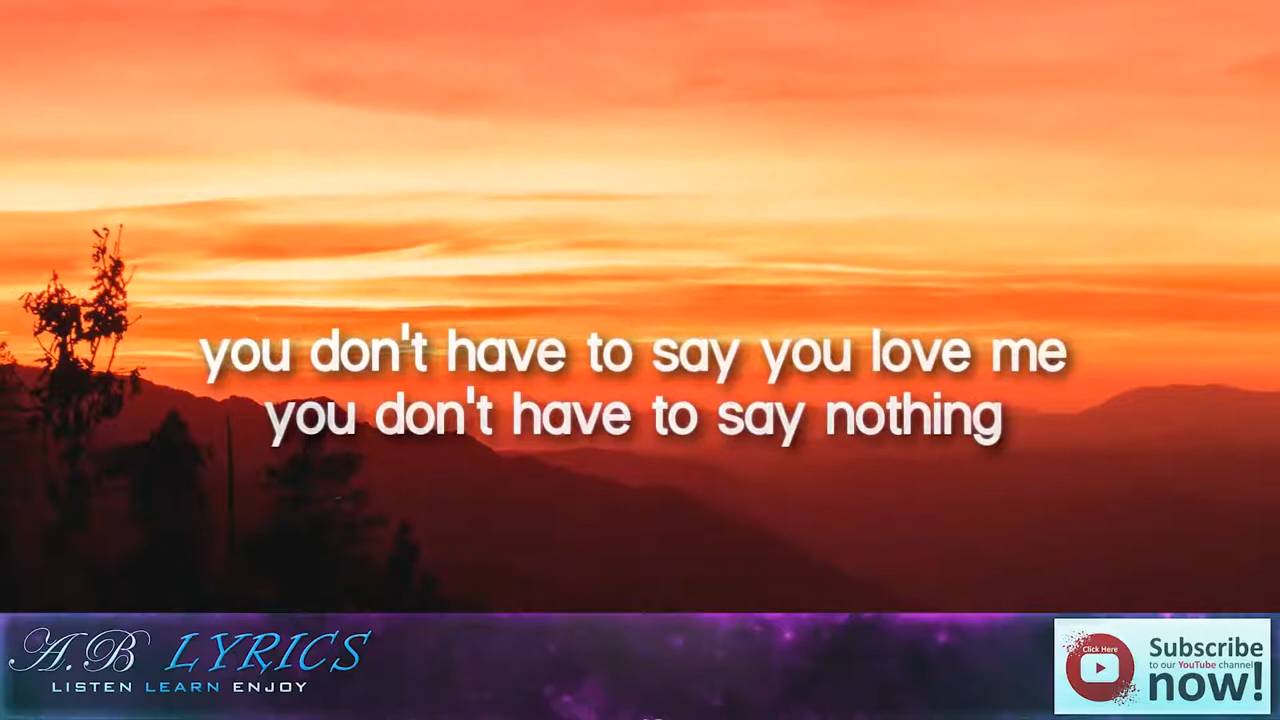 you don't have to say you love me
you don't have to say nothing
A.B LYRICS
LISTEN LEARN ENJOY
Click Here
Subscribe
to our YouTube channel
now!